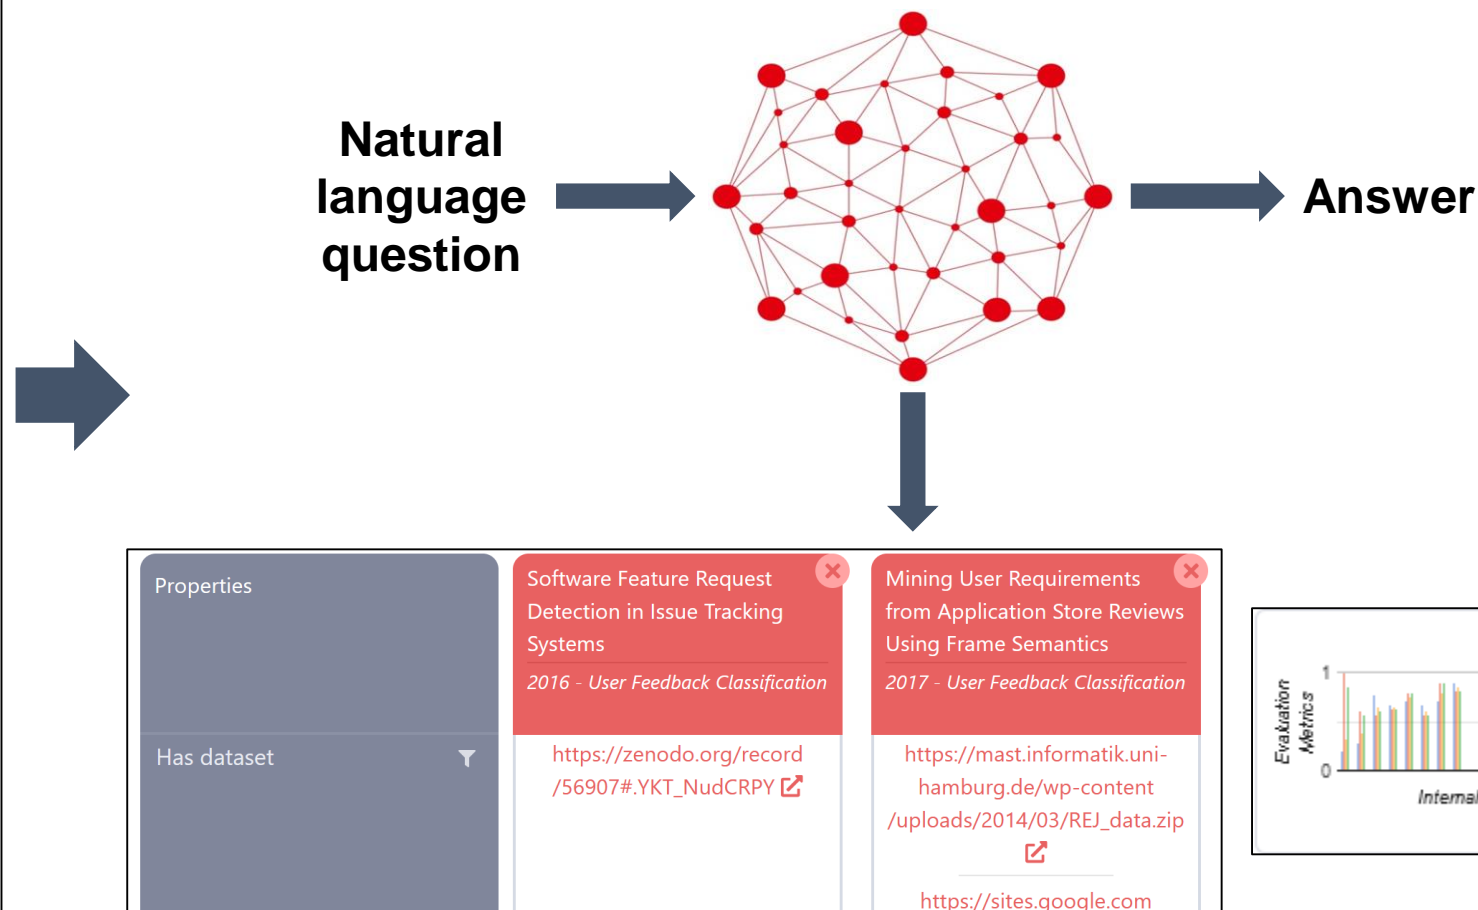 Natural
language
question
Answer
Properties
Software Feature Request
Detection in Issue Tracking
Systems
2016 - User Feedback Classification
Mining User Requirements
from Application Store Reviews
Using Frame Semantics
2017 - User Feedback Classification
Has dataset
https://zenodo.org/record
/56907#.YKT_NudCRPY
https://mast.informatik.uni-
hamburg.de/wp-content
/uploads/2014/03/REJ_data.zip
https://sites.google.com
Evaluation
Metrics
1
0
Internal